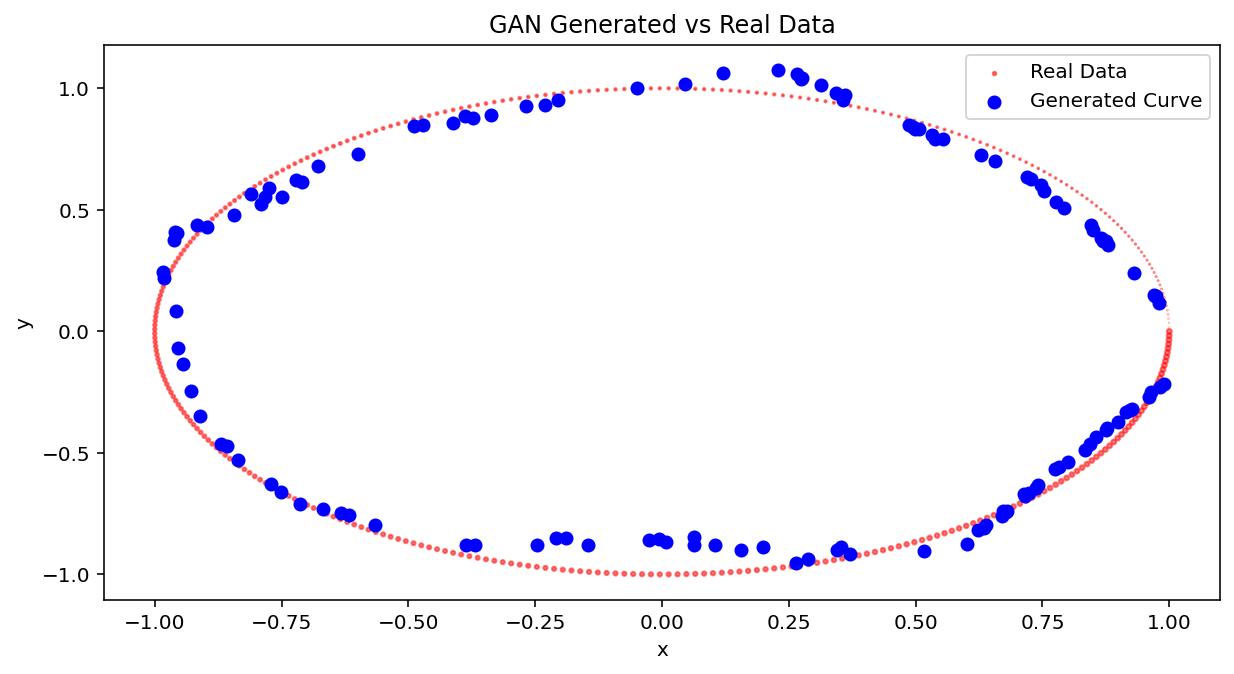 GAN Generated vs Real Data
Real Data
Generated Curve
y
1.0
0.5
0.0
−0.5
−1.0
−1.00 −0.75 −0.50 −0.25 0.00 0.25 0.50 0.75 1.00
x